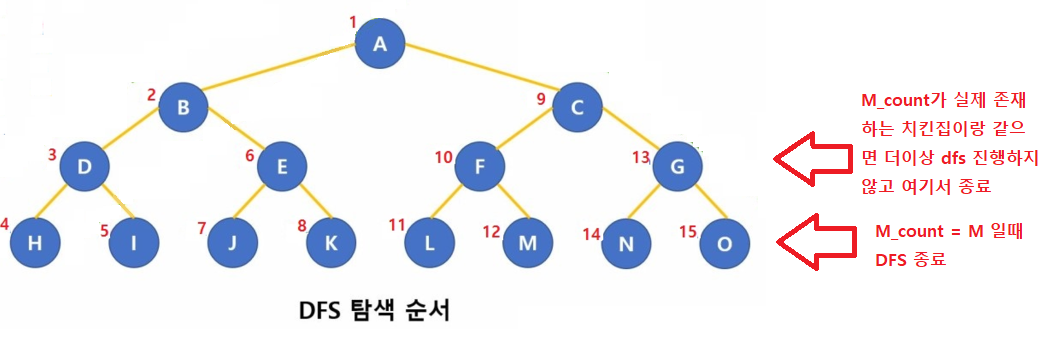 1
A
2
B
9
C
3
D
6
E
10
F
13
G
4
H
5
I
7
J
8
K
11
L
12
M
14
N
15
O
DFS 탐색 순서
M_count가 실제 존재
하는 치킨집이랑 같으
면 더이상 dfs 진행하지
않고 여기서 종료
M_count = M 일때
DFS 종료